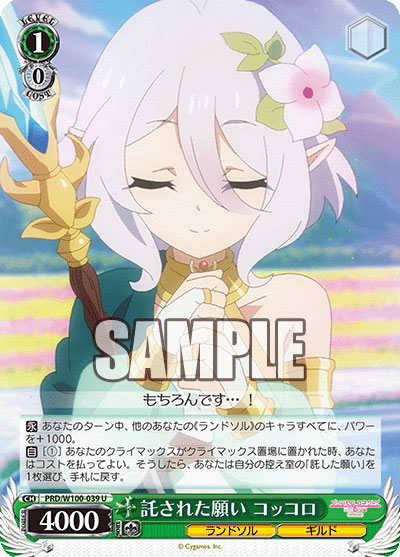 LEVEL
1
0
COST
SAMPLE
もちろんです…！
永 あなたのターン中、他のあなたの《ランドソル》のキャラすべてに、パワー
を＋1000。
自 [①] あなたのクライマックスがクライマックス置場に置かれた時、あなた
はコストを払ってよい。そうしたら、あなたは自分の控え室の「託した願い」を
1枚選び、手札に戻す。
CH PRD/W100-039 U
POWER 4000 SOUL 託された願い コッコロ
ランドソル ギルド
© Cygames, Inc.